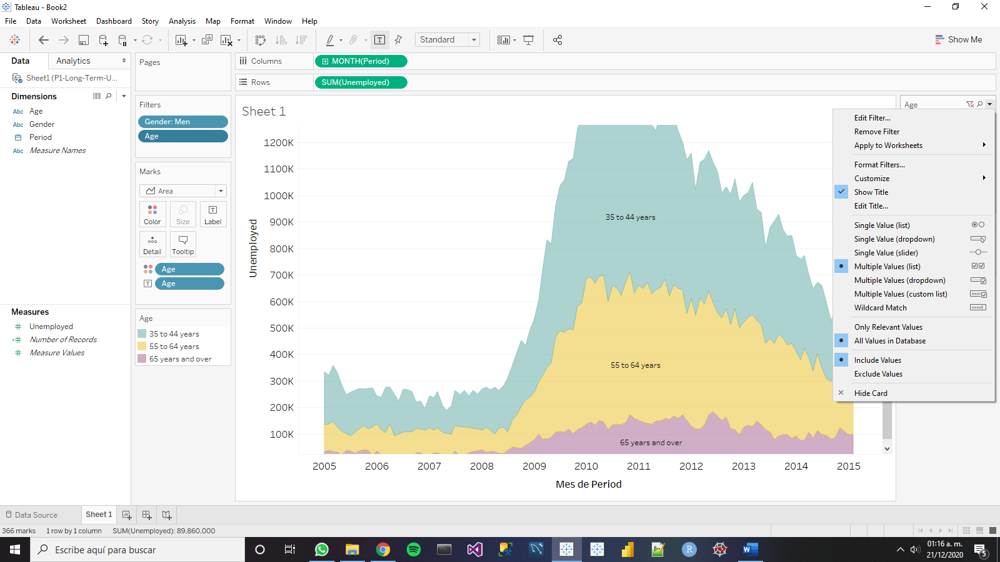 Tableau - Book2
File Data Worksheet Dashboard Story Analysis Map Format Window Help
Standard
Show Me
Data
Analytics
Sheet1 (P1-Long-Term-U...
Dimensions
Abc Age
Abc Gender
Period
Abc Measure Names
Measures
Unemployed
Number of Records
Measure Values
Pages
Filters
Gender: Men
Age
Marks
Area
Color
Size
Label
Detail
Tooltip
Age
Age
Age
35 to 44 years
55 to 64 years
65 years and over
Columns
MONTH(Period)
Rows
SUM(Unemployed)
Sheet 1
Unemployed
1200K
1100K
1000K
900K
800K
700K
600K
500K
400K
300K
200K
100K
35 to 44 years
55 to 64 years
65 years and over
2005 2006 2007 2008 2009 2010 2011 2012 2013 2014 2015
Mes de Period
Age
Edit Filter...
Remove Filter
Apply to Worksheets
Format Filters...
Customize
Show Title
Edit Title...
Single Value (list)
Single Value (dropdown)
Single Value (slider)
Multiple Values (list)
Multiple Values (dropdown)
Multiple Values (custom list)
Wildcard Match
Only Relevant Values
All Values in Database
Include Values
Exclude Values
Hide Card
Data Source
Sheet 1
366 marks 1 row by 1 column SUM(Unemployed): 89,860,000
Escribe aquí para buscar
01:16 a. m.
21/12/2020
5